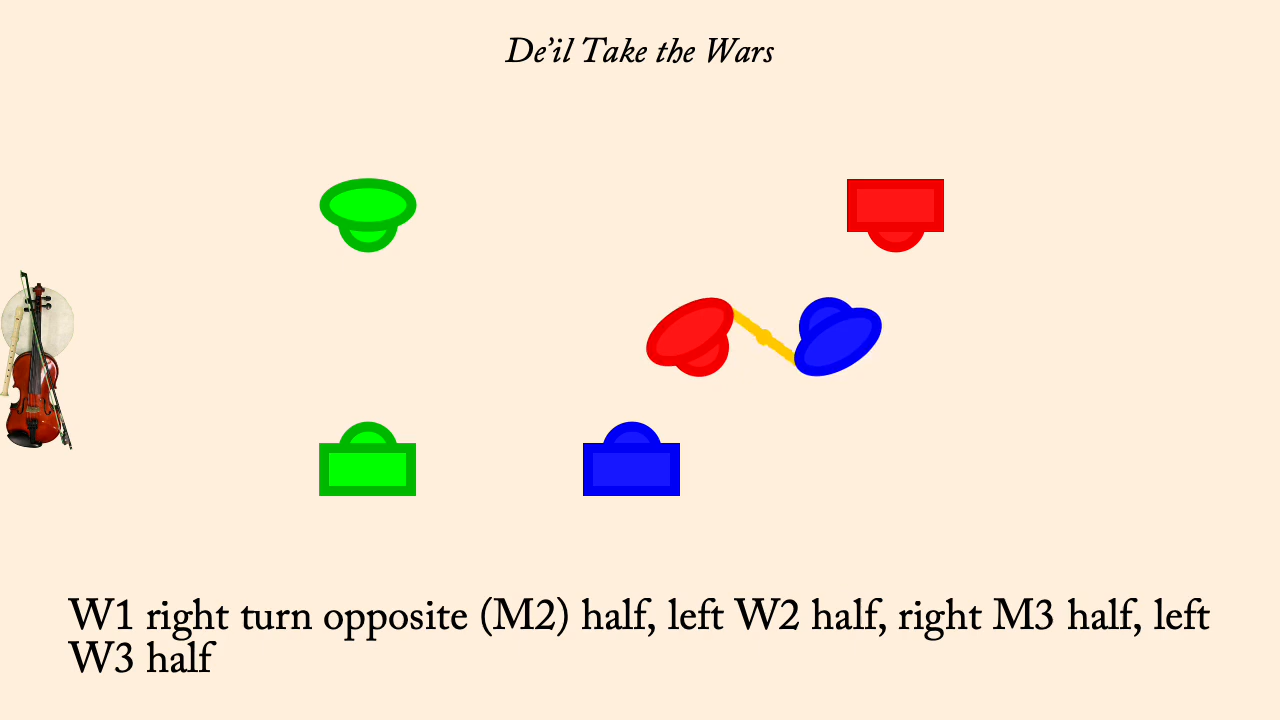 De’il Take the Wars
W1 right turn opposite (M2) half, left W2 half, right M3 half, left
W3 half